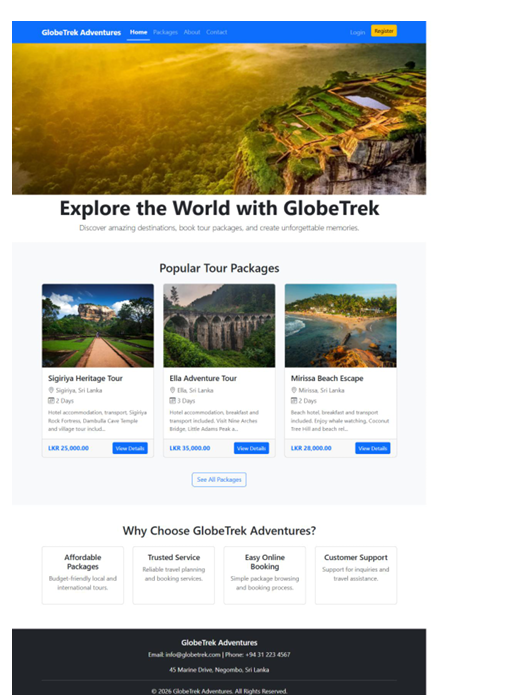 GlobeTrek Adventures Home Packages About Contact Login Register
Explore the World with GlobeTrek
Discover amazing destinations, book tour packages, and create unforgettable memories.
Popular Tour Packages
Sigiriya Heritage Tour
Sigiriya, Sri Lanka
2 Days
Hotel accommodation, transport, Sigiriya
Rock Fortress, Dambulla Cave Temple
and village tour includ...
LKR 25,000.00 View Details
Ella Adventure Tour
Ella, Sri Lanka
3 Days
Hotel accommodation, breakfast and
transport included. Visit Nine Arches
Bridge, Little Adams Peak a...
LKR 35,000.00 View Details
Mirissa Beach Escape
Mirissa, Sri Lanka
2 Days
Beach hotel, breakfast and transport
included. Enjoy whale watching, Coconut
Tree Hill and beach rel...
LKR 28,000.00 View Details
See All Packages
Why Choose GlobeTrek Adventures?
Affordable
Packages
Budget-friendly local and
international tours.
Trusted Service
Reliable travel planning
and booking services.
Easy Online
Booking
Simple package browsing
and booking process.
Customer Support
Support for inquiries and
travel assistance.
GlobeTrek Adventures
Email: info@globetrek.com | Phone: +94 31 223 4567
45 Marine Drive, Negombo, Sri Lanka
© 2026 GlobeTrek Adventures. All Rights Reserved.